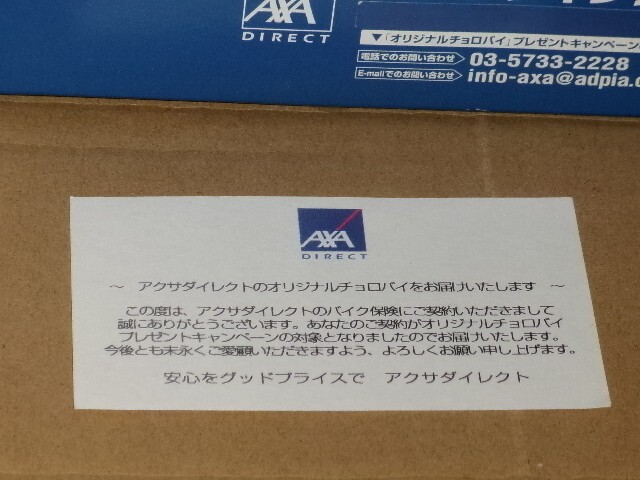 AXA
DIRECT
▼「オリジナルチョロバイ」プレゼントキャンペーン
電話でのお問い合わせ 03-5733-2228
E-mailでのお問い合わせ info-axa@adpia.c
AXA
DIRECT
～ アクサダイレクトのオリジナルチョロバイをお届けいたします ～
この度は、アクサダイレクトのバイク保険にご契約いただきまして
誠にありがとうございます。あなたのご契約がオリジナルチョロバイ
プレゼントキャンペーンの対象となりましたのでお届けいたします。
今後とも末永くご愛顧いただきますよう、よろしくお願い申し上げます。
安心をグッドプライスで アクサダイレクト